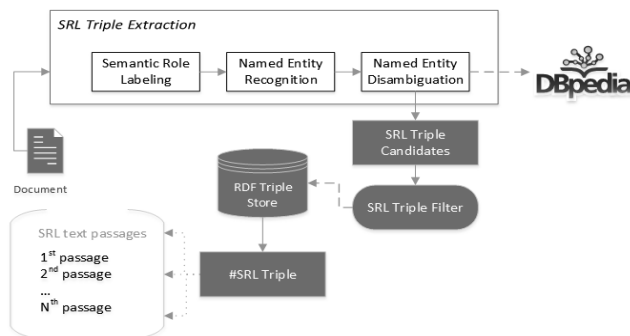 SRL Triple Extraction
Semantic Role
Labeling
Named Entity
Recognition
Named Entity
Disambiguation
DBpedia
SRL Triple
Candidates
Document
RDF Triple
Store
SRL Triple Filter
SRL text passages
1st passage
2nd passage
...
Nth passage
#SRL Triple